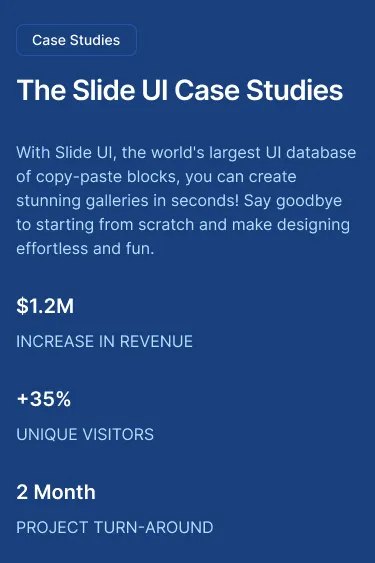 Case Studies
The Slide UI Case Studies
With Slide UI, the world's largest UI database
of copy-paste blocks, you can create
stunning galleries in seconds! Say goodbye
to starting from scratch and make designing
effortless and fun.
$1.2M
INCREASE IN REVENUE
+35%
UNIQUE VISITORS
2 Month
PROJECT TURN-AROUND